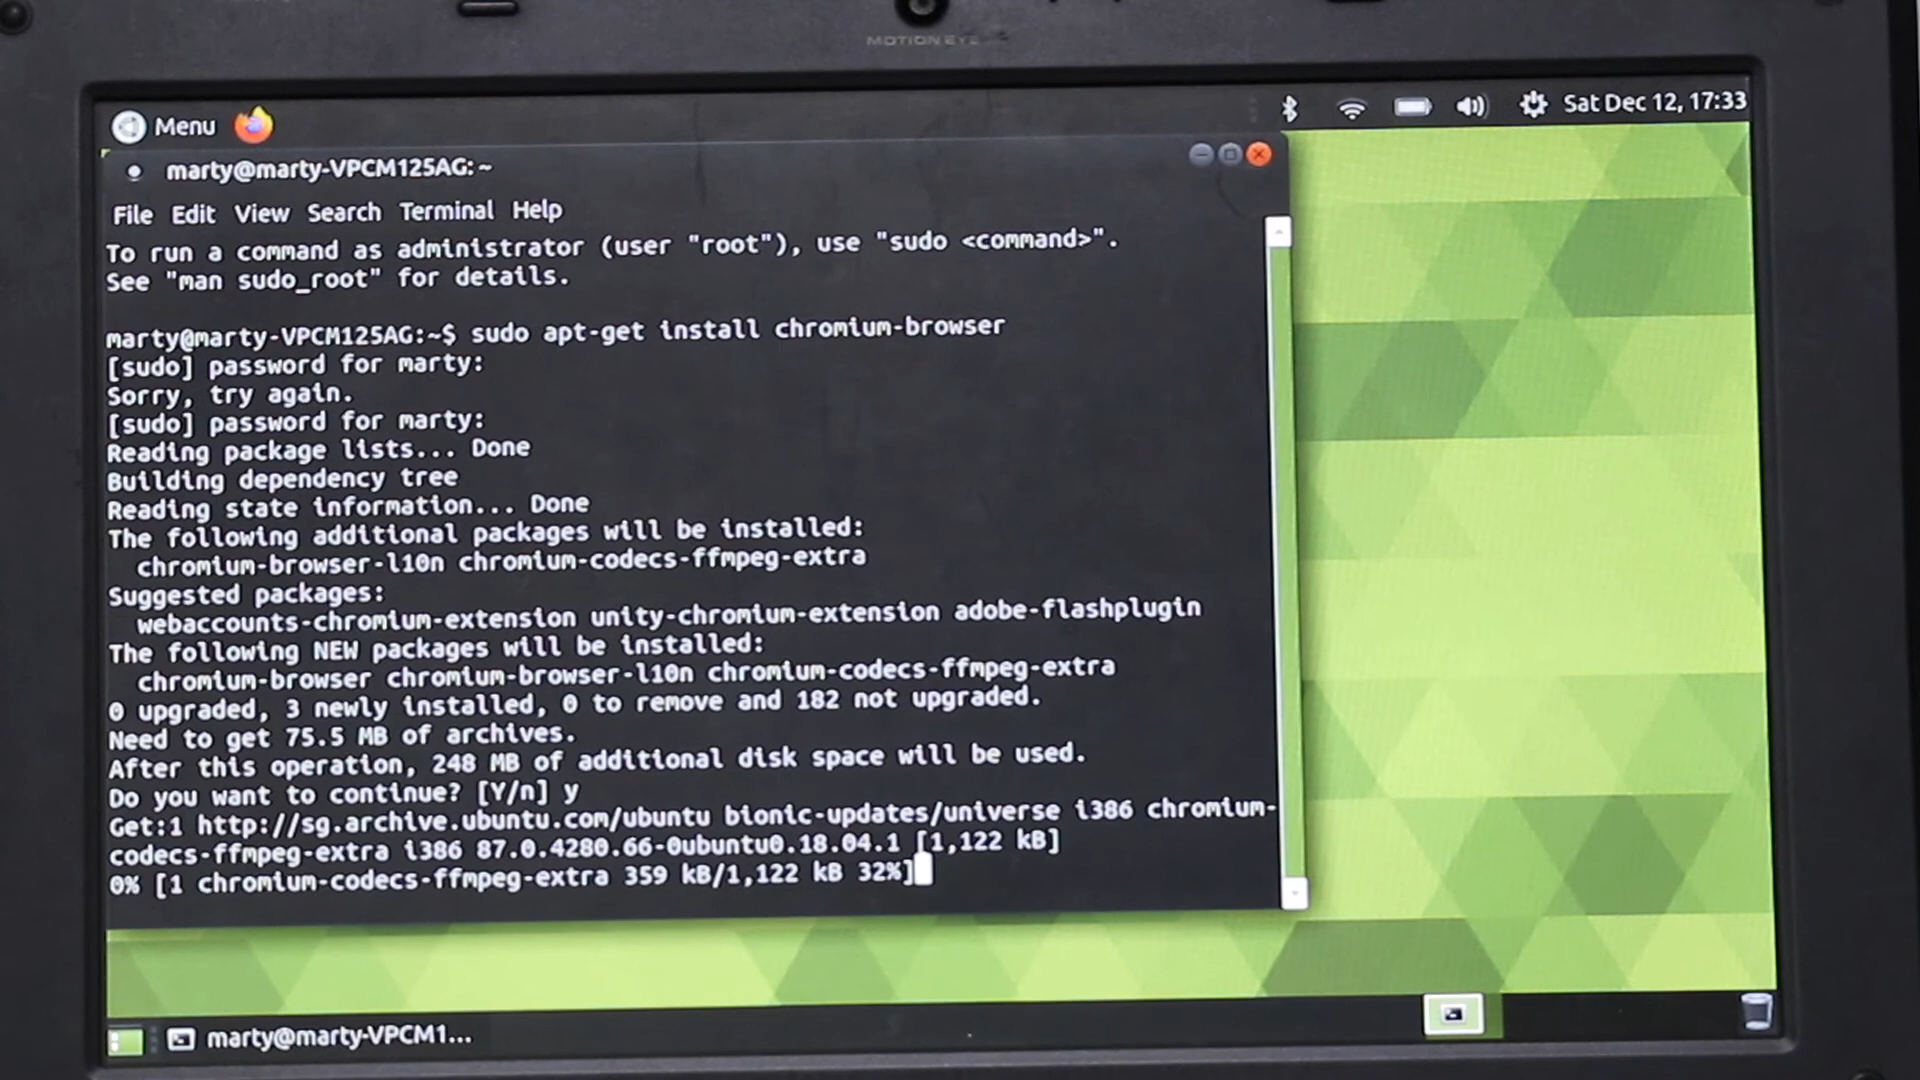 MOTION EYE
Menu
Sat Dec 12, 17:33
marty@marty-VPCM125AG: ~
File Edit View Search Terminal Help
To run a command as administrator (user "root"), use "sudo <command>".
See "man sudo_root" for details.
marty@marty-VPCM125AG:~$ sudo apt-get install chromium-browser
[sudo] password for marty:
Sorry, try again.
[sudo] password for marty:
Reading package lists... Done
Building dependency tree
Reading state information... Done
The following additional packages will be installed:
chromium-browser-l10n chromium-codecs-ffmpeg-extra
Suggested packages:
webaccounts-chromium-extension unity-chromium-extension adobe-flashplugin
The following NEW packages will be installed:
chromium-browser chromium-browser-l10n chromium-codecs-ffmpeg-extra
0 upgraded, 3 newly installed, 0 to remove and 182 not upgraded.
Need to get 75.5 MB of archives.
After this operation, 248 MB of additional disk space will be used.
Do you want to continue? [Y/n] y
Get:1 http://sg.archive.ubuntu.com/ubuntu bionic-updates/universe i386 chromium-
codecs-ffmpeg-extra i386 87.0.4280.66-0ubuntu0.18.04.1 [1,122 kB]
0% [1 chromium-codecs-ffmpeg-extra 359 kB/1,122 kB 32%]
marty@marty-VPCM1...